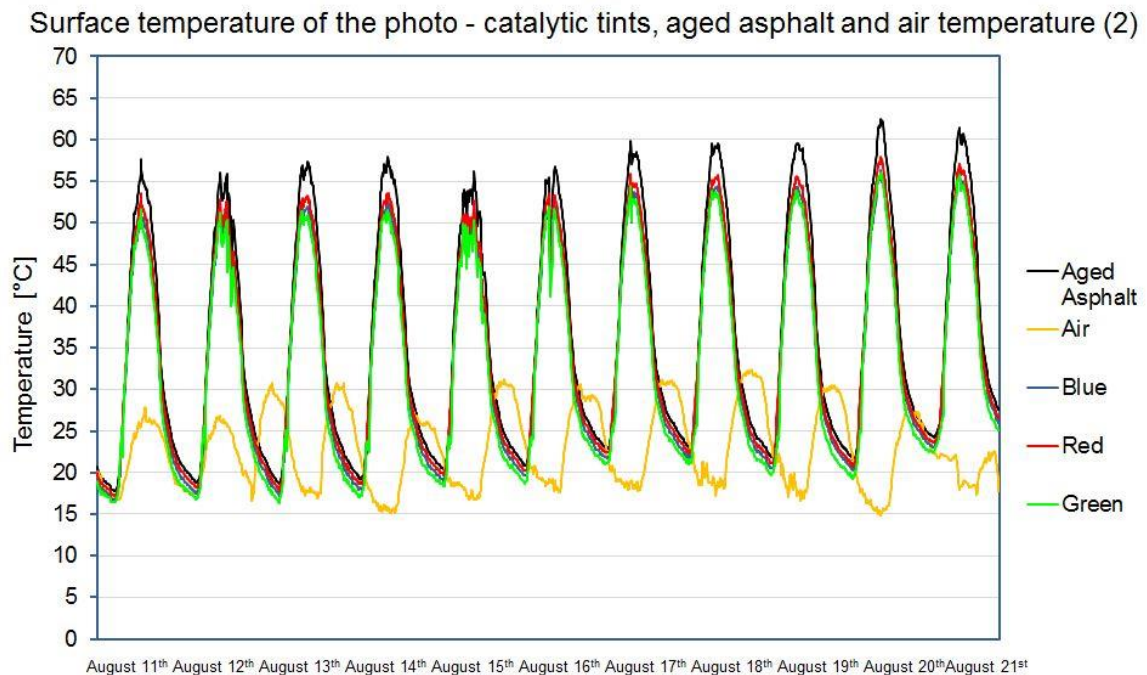 Surface temperature of the photo - catalytic tints, aged asphalt and air temperature (2)
70
65
60
55
50
45
40
35
30
25
20
15
10
5
0
Temperature [°C]
Aged
Asphalt
Air
Blue
Red
Green
August 11th August 12th August 13th August 14th August 15th August 16th August 17th August 18th August 19th August 20th August 21st